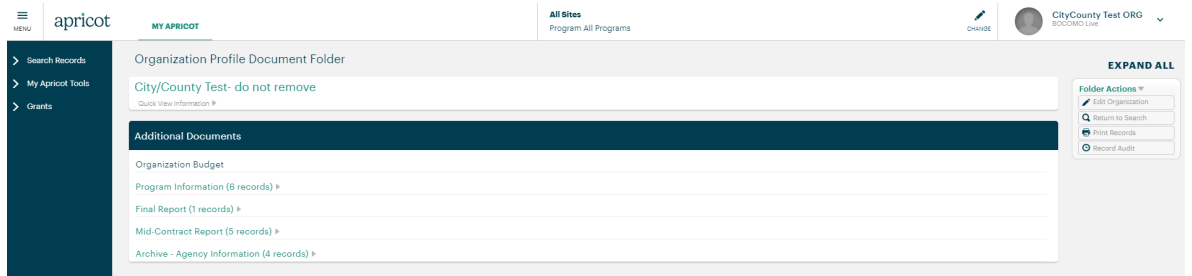 MENU
apricot
MY APRICOT
All Sites
Program All Programs
CHANGE
CityCounty Test ORG
BOCOMO Live
Search Records
My Apricot Tools
Grants
Organization Profile Document Folder
EXPAND ALL
City/County Test- do not remove
Quick View Information
Folder Actions
Edit Organization
Return to Search
Print Records
Record Audit
Additional Documents
Organization Budget
Program Information (6 records)
Final Report (1 records)
Mid-Contract Report (5 records)
Archive - Agency Information (4 records)